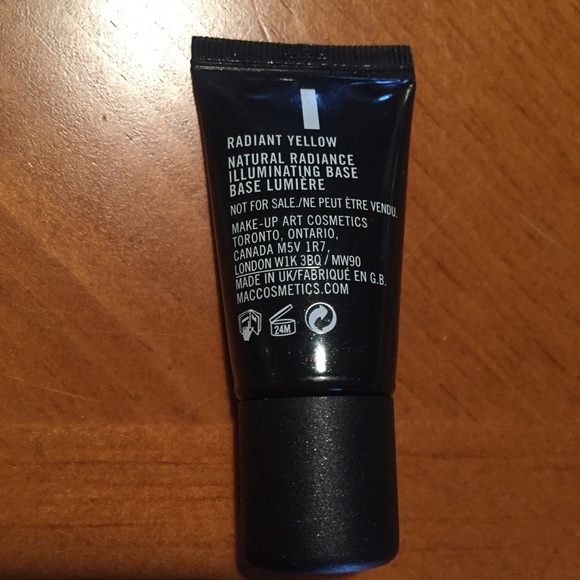 RADIANT YELLOW
NATURAL RADIANCE
ILLUMINATING BASE
BASE LUMIÈRE
NOT FOR SALE./NE PEUT ÊTRE VENDU.
MAKE-UP ART COSMETICS
TORONTO, ONTARIO,
CANADA M5V 1R7,
LONDON W1K 3BQ / MW90
MADE IN UK/FABRIQUÉ EN G.B.
MACCOSMETICS.COM
24M